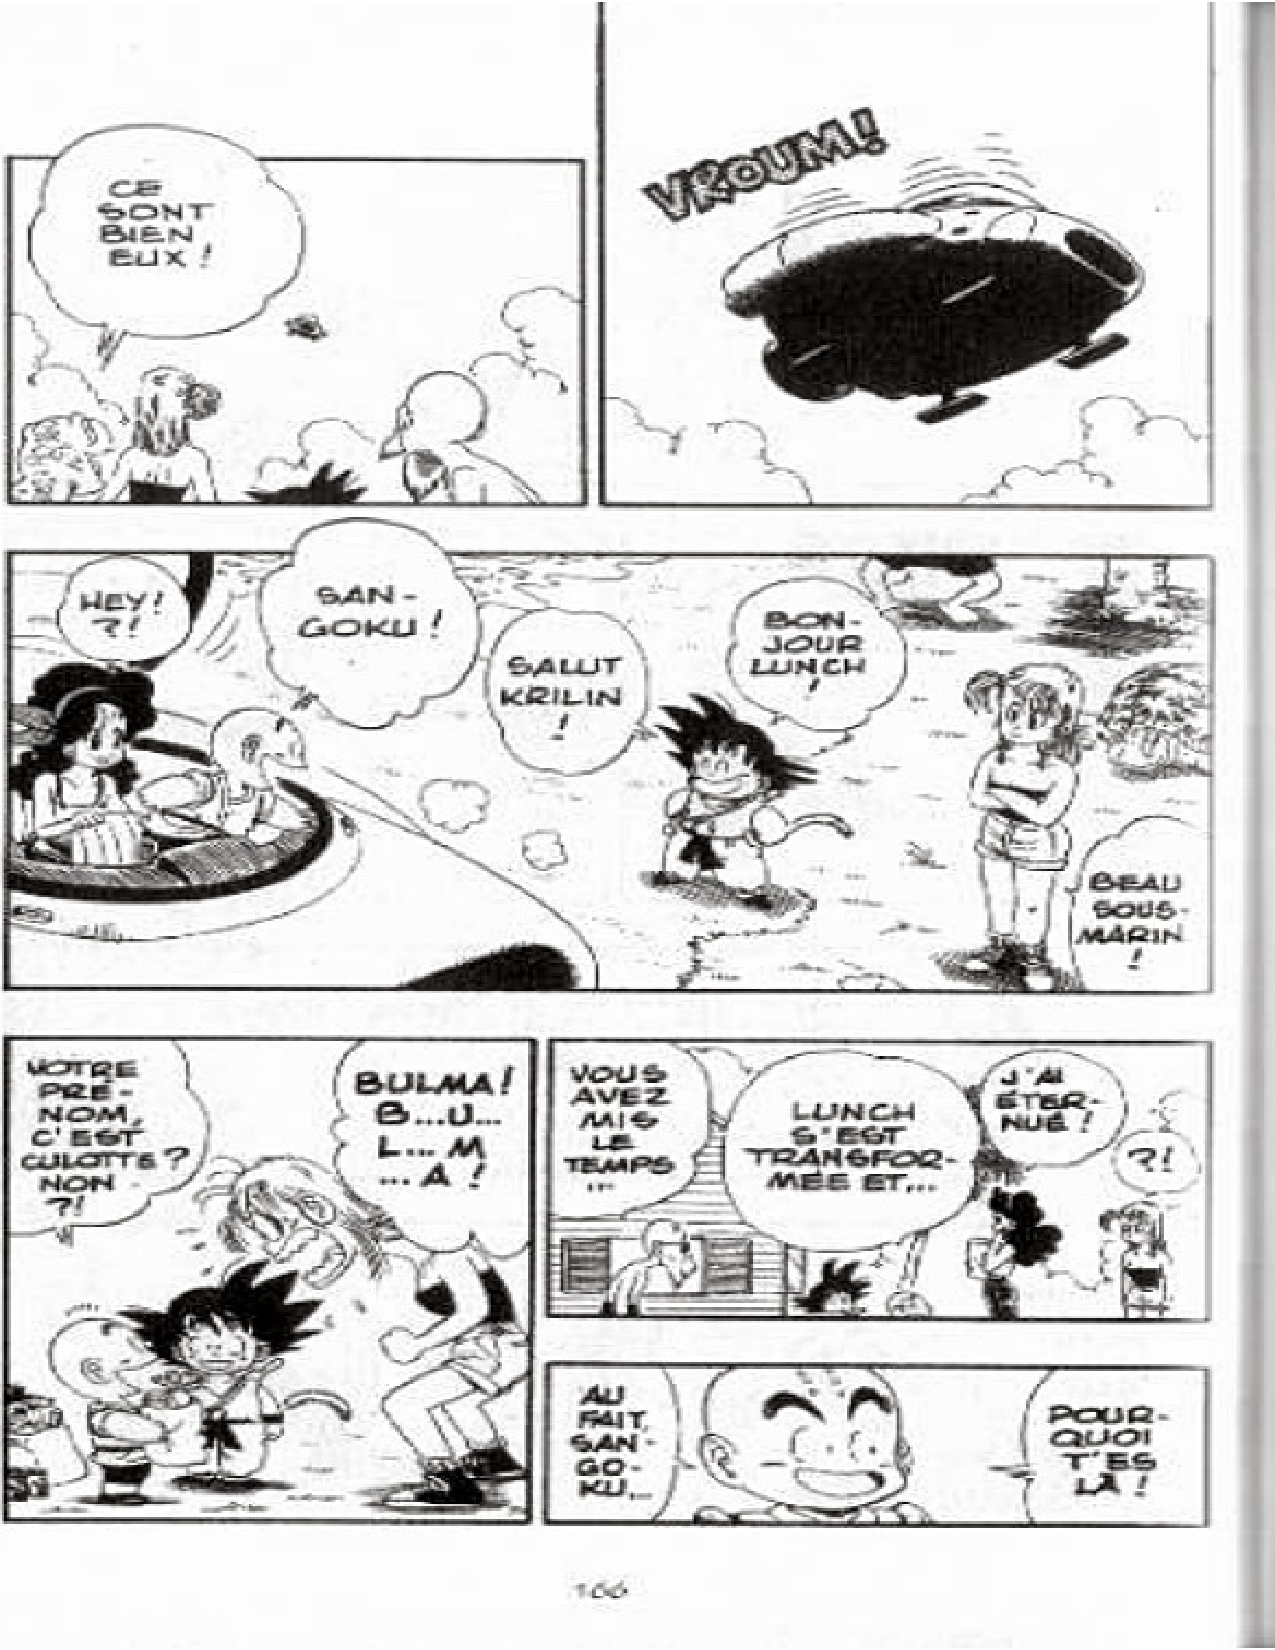 CE
SONT
BIEN
EUX !
VROUM!
HEY!
?!
SAN-
GOKU !
SALUT
KRILIN
!
BON-
JOUR
LUNCH
!
BEAU
SOUS-
MARIN
!
VOTRE
PRÉ-
NOM,
C'EST
CULOTTE ?
NON
?!
BULMA!
B...U...
L... M
... A !
VOUS
AVEZ
MIS
LE
TEMPS
...
LUNCH
S'EST
TRANSFOR-
MÉE ET...
J'AI
ÉTER-
NUÉ !
?!
AU
FAIT,
SAN-
GO-
KU...
POUR-
QUOI
T'ES
LÀ !
166